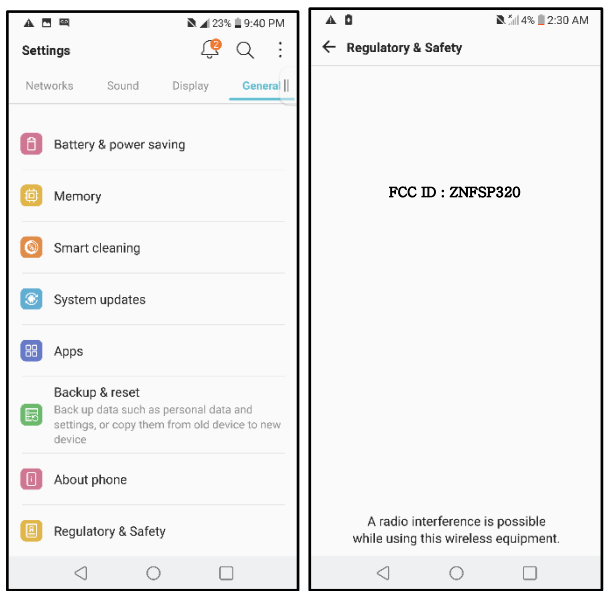 23% 9:40 PM
Settings
2
Networks Sound Display General
Battery & power saving
Memory
Smart cleaning
System updates
Apps
Backup & reset
Back up data such as personal data and
settings, or copy them from old device to new
device
About phone
Regulatory & Safety
4% 2:30 AM
Regulatory & Safety
FCC ID : ZNFSP320
A radio interference is possible
while using this wireless equipment.